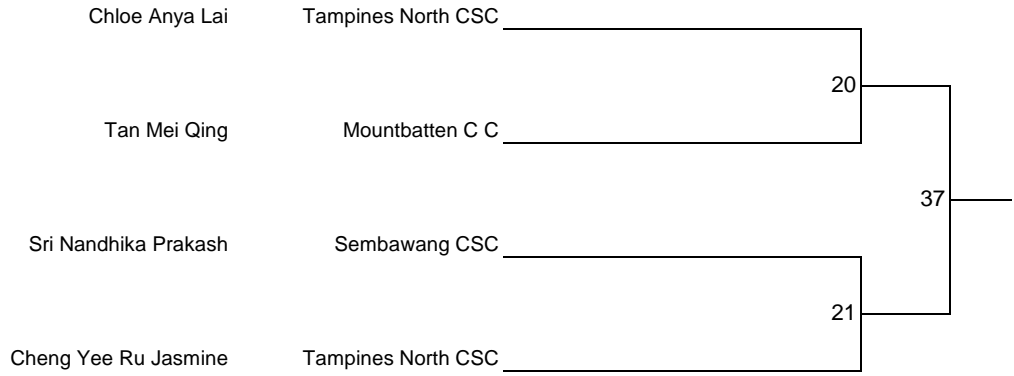 Chloe Anya Lai Tampines North CSC
20
Tan Mei Qing Mountbatten C C
37
Sri Nandhika Prakash Sembawang CSC
21
Cheng Yee Ru Jasmine Tampines North CSC